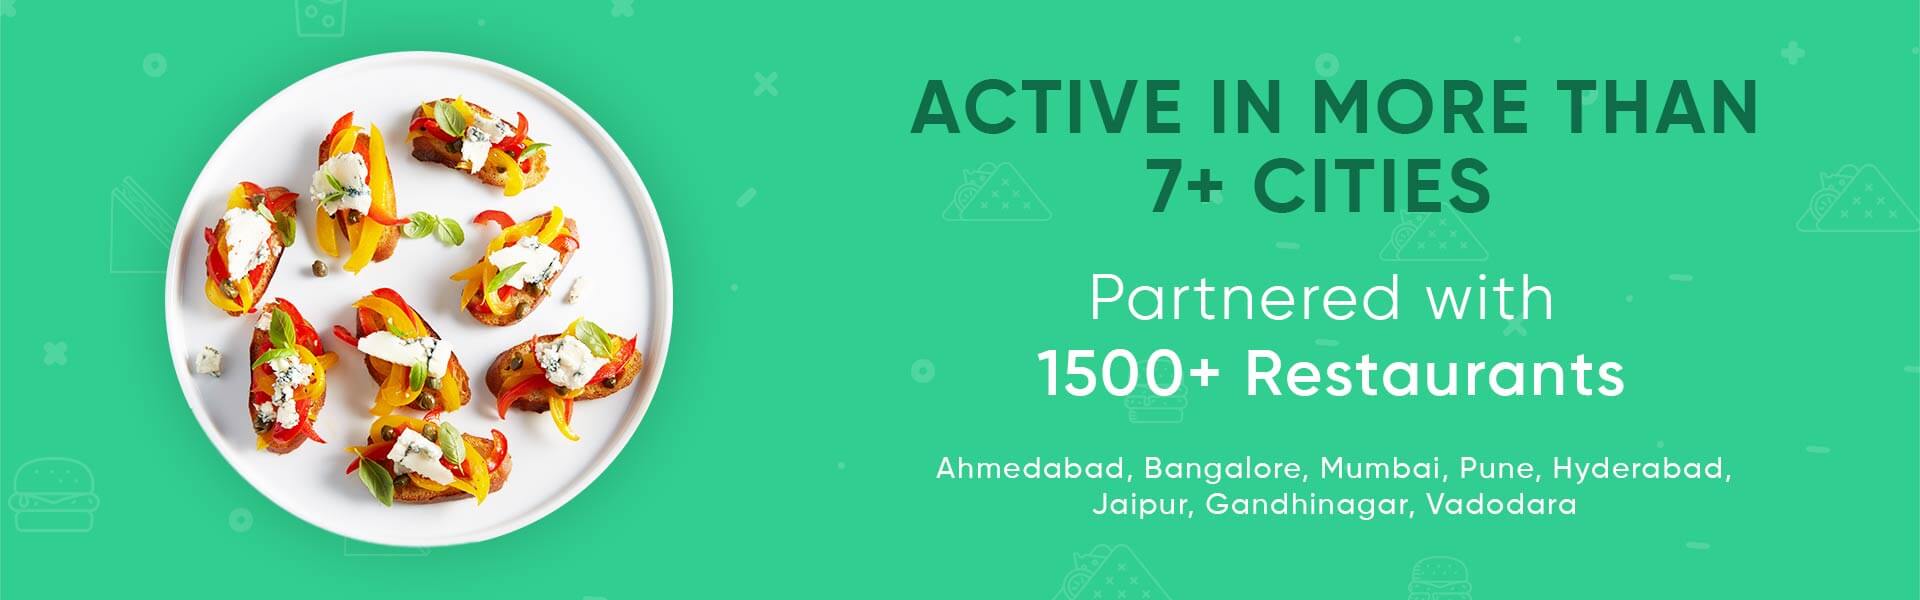 ACTIVE IN MORE THAN
7+ CITIES
Partnered with
1500+ Restaurants
Ahmedabad, Bangalore, Mumbai, Pune, Hyderabad,
Jaipur, Gandhinagar, Vadodara